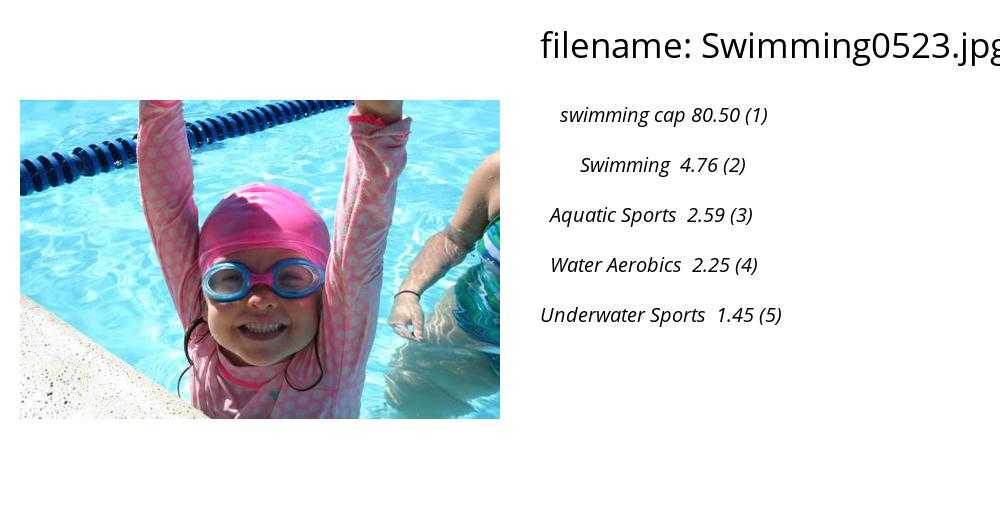 filename: Swimming0523.jpg
swimming cap 80.50 (1)
Swimming 4.76 (2)
Aquatic Sports 2.59 (3)
Water Aerobics 2.25 (4)
Underwater Sports 1.45 (5)